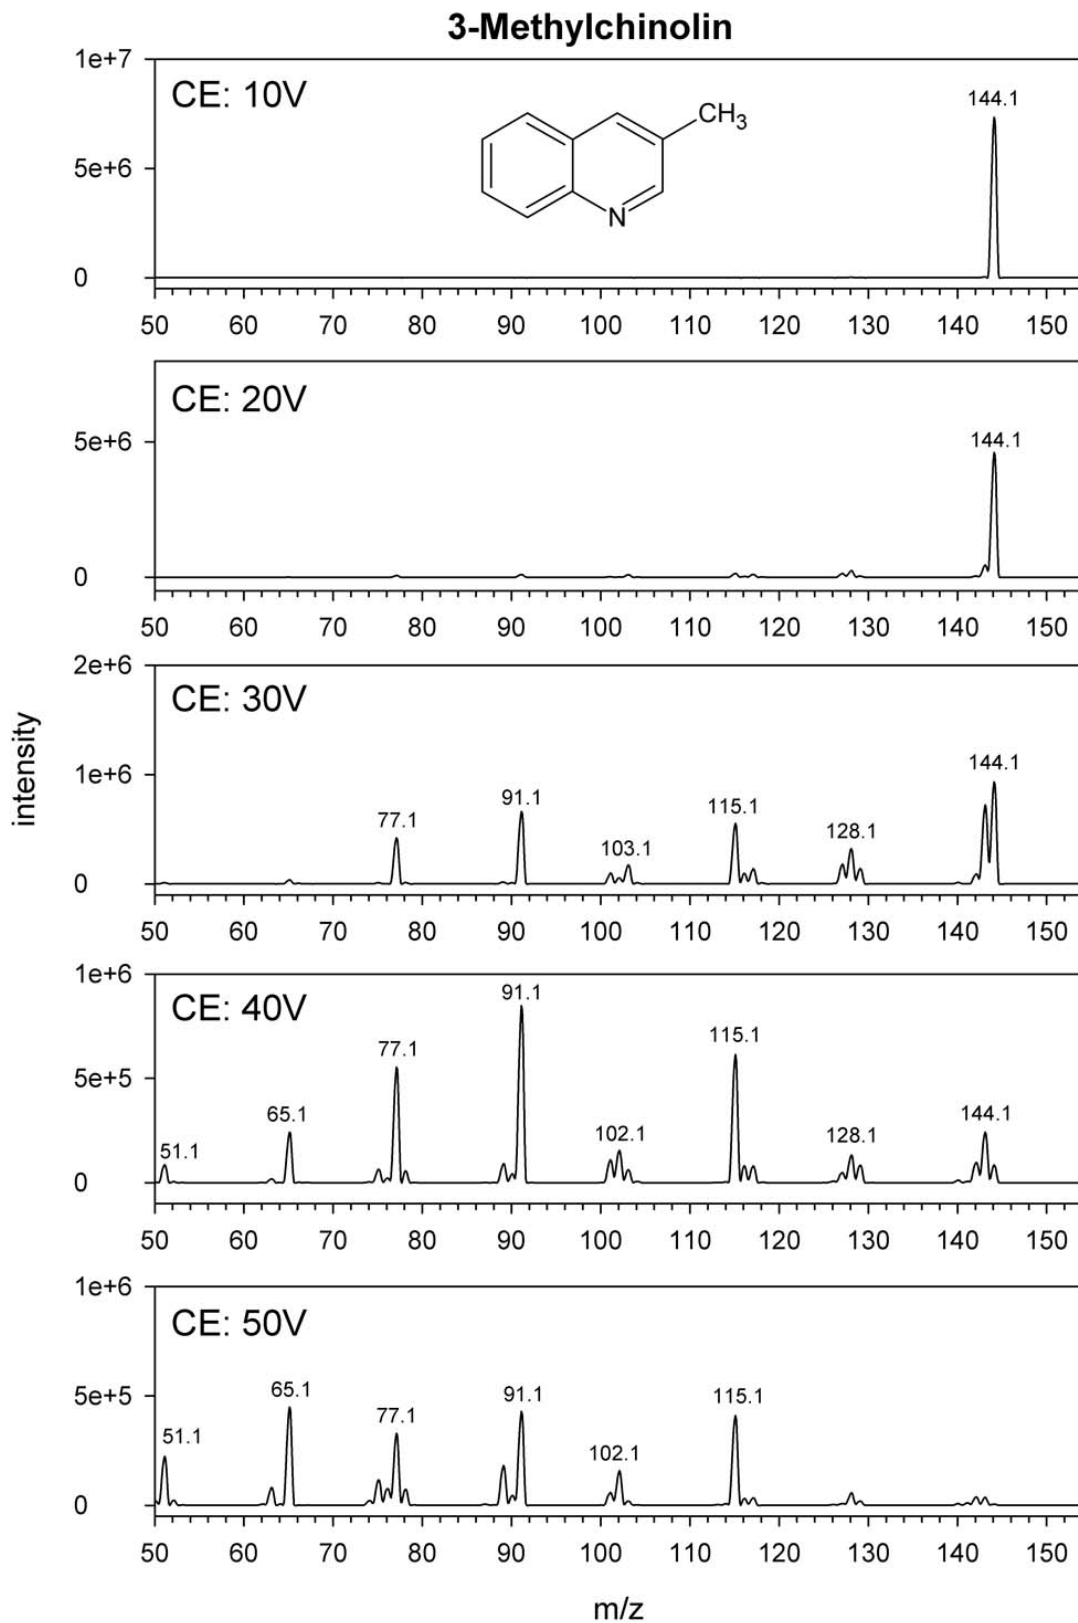 3-Methylchinolin
1e+7
CE: 10V
CH3
144.1
5e+6
N
0
50 60 70 80 90 100 110 120 130 140 150
CE: 20V
5e+6
144.1
0
50 60 70 80 90 100 110 120 130 140 150
2e+6
CE: 30V
intensity
1e+6
144.1
77.1 91.1 103.1 115.1 128.1
0
50 60 70 80 90 100 110 120 130 140 150
1e+6
CE: 40V
91.1
77.1 115.1
5e+5
51.1 65.1 102.1 128.1 144.1
0
50 60 70 80 90 100 110 120 130 140 150
1e+6
CE: 50V
5e+5
51.1 65.1 77.1 91.1 102.1 115.1
0
50 60 70 80 90 100 110 120 130 140 150
m/z